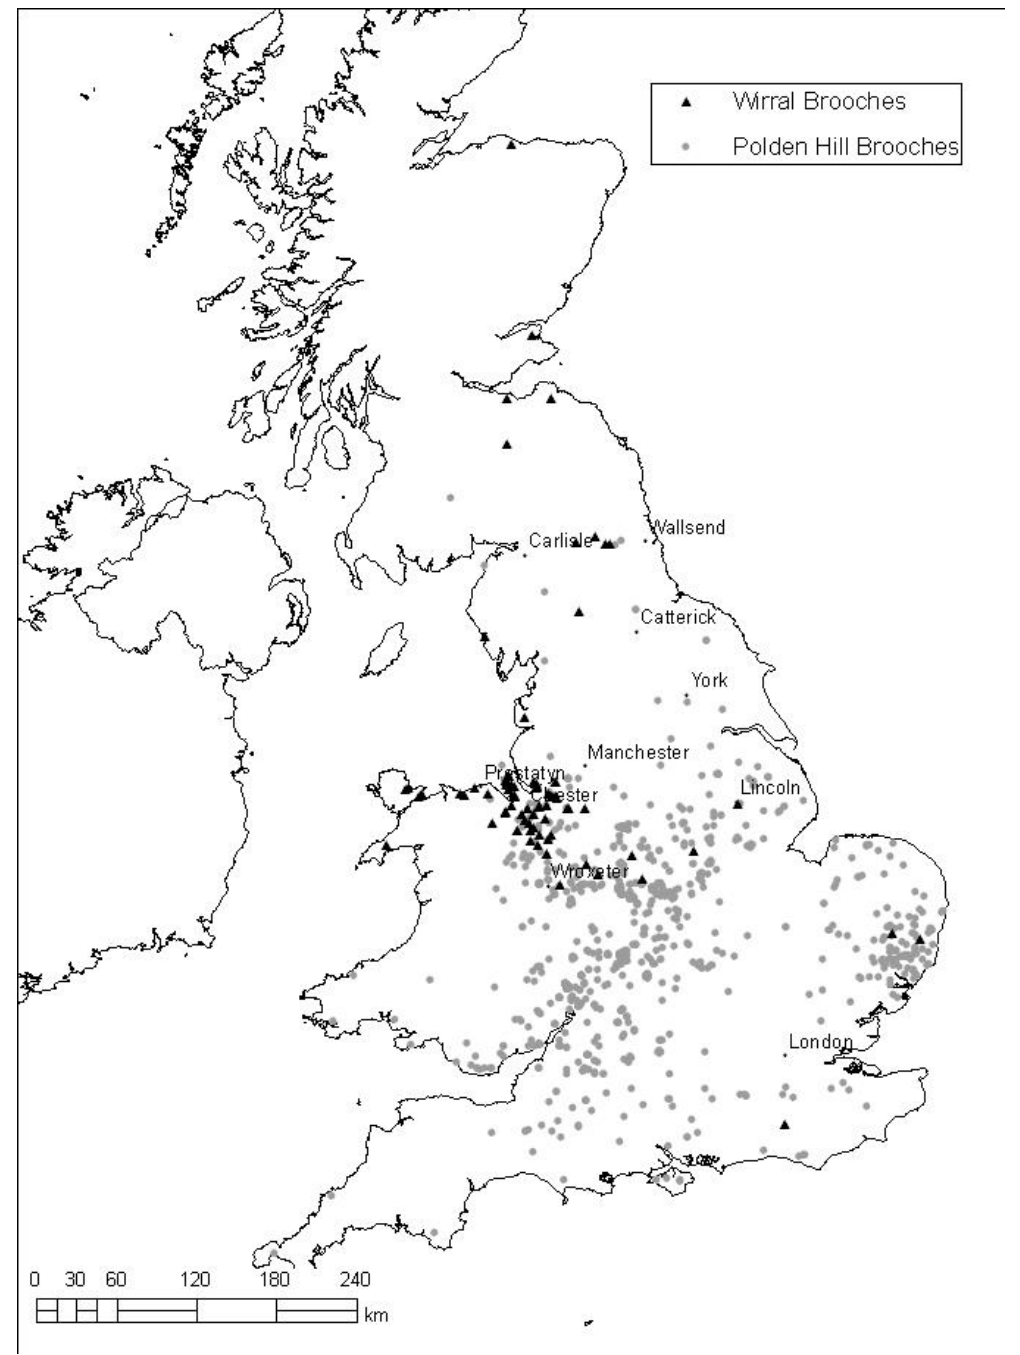 Wirral Brooches
Polden Hill Brooches
Wallsend
Carlisle
Catterick
York
Manchester
Prestatyn
Lincoln
Chester
Wroxeter
London
0 30 60 120 180 240
km